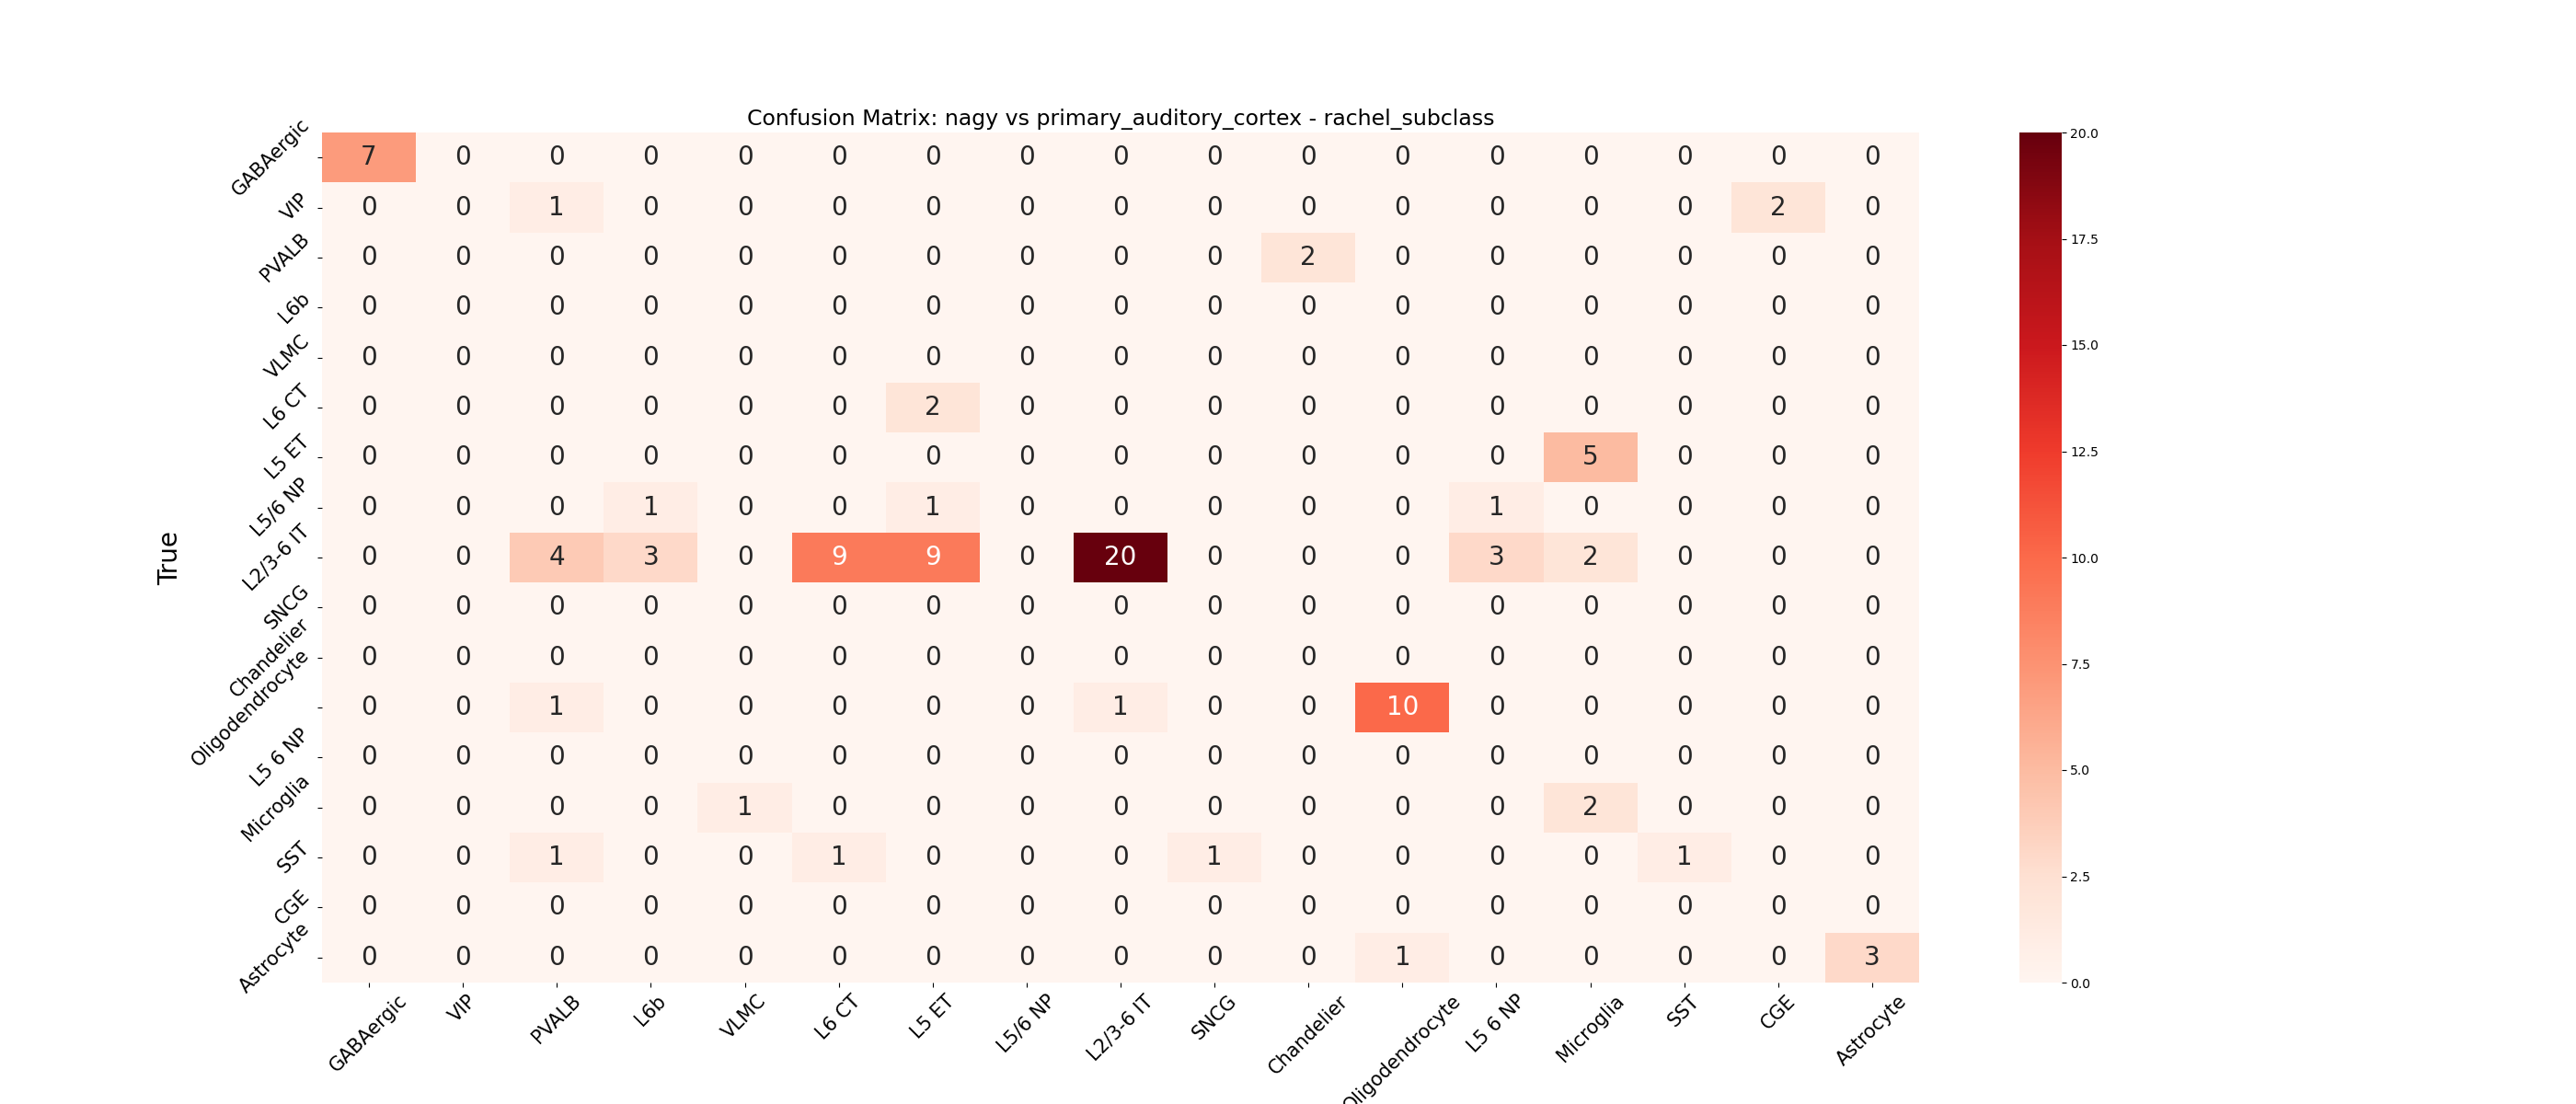 Confusion Matrix: nagy vs primary_auditory_cortex - rachel_subclass
True
GABAergic 7 0 0 0 0 0 0 0 0 0 0 0 0 0 0 0 0
VIP 0 0 1 0 0 0 0 0 0 0 0 0 0 0 0 2 0
PVALB 0 0 0 0 0 0 0 0 0 0 2 0 0 0 0 0 0
L6b 0 0 0 0 0 0 0 0 0 0 0 0 0 0 0 0 0
VLMC 0 0 0 0 0 0 0 0 0 0 0 0 0 0 0 0 0
L6 CT 0 0 0 0 0 0 2 0 0 0 0 0 0 0 0 0 0
L5 ET 0 0 0 0 0 0 0 0 0 0 0 0 0 5 0 0 0
L5/6 NP 0 0 0 1 0 0 1 0 0 0 0 0 1 0 0 0 0
L2/3-6 IT 0 0 4 3 0 9 9 0 20 0 0 0 3 2 0 0 0
SNCG 0 0 0 0 0 0 0 0 0 0 0 0 0 0 0 0 0
Chandelier 0 0 0 0 0 0 0 0 0 0 0 0 0 0 0 0 0
Oligodendrocyte 0 0 1 0 0 0 0 0 1 0 0 10 0 0 0 0 0
L5 6 NP 0 0 0 0 0 0 0 0 0 0 0 0 0 0 0 0 0
Microglia 0 0 0 0 1 0 0 0 0 0 0 0 0 2 0 0 0
SST 0 0 1 0 0 1 0 0 0 1 0 0 0 0 1 0 0
CGE 0 0 0 0 0 0 0 0 0 0 0 0 0 0 0 0 0
Astrocyte 0 0 0 0 0 0 0 0 0 0 0 1 0 0 0 0 3
GABAergic VIP PVALB L6b VLMC L6 CT L5 ET L5/6 NP L2/3-6 IT SNCG Chandelier Oligodendrocyte L5 6 NP Microglia SST CGE Astrocyte
20.0
17.5
15.0
12.5
10.0
7.5
5.0
2.5
0.0